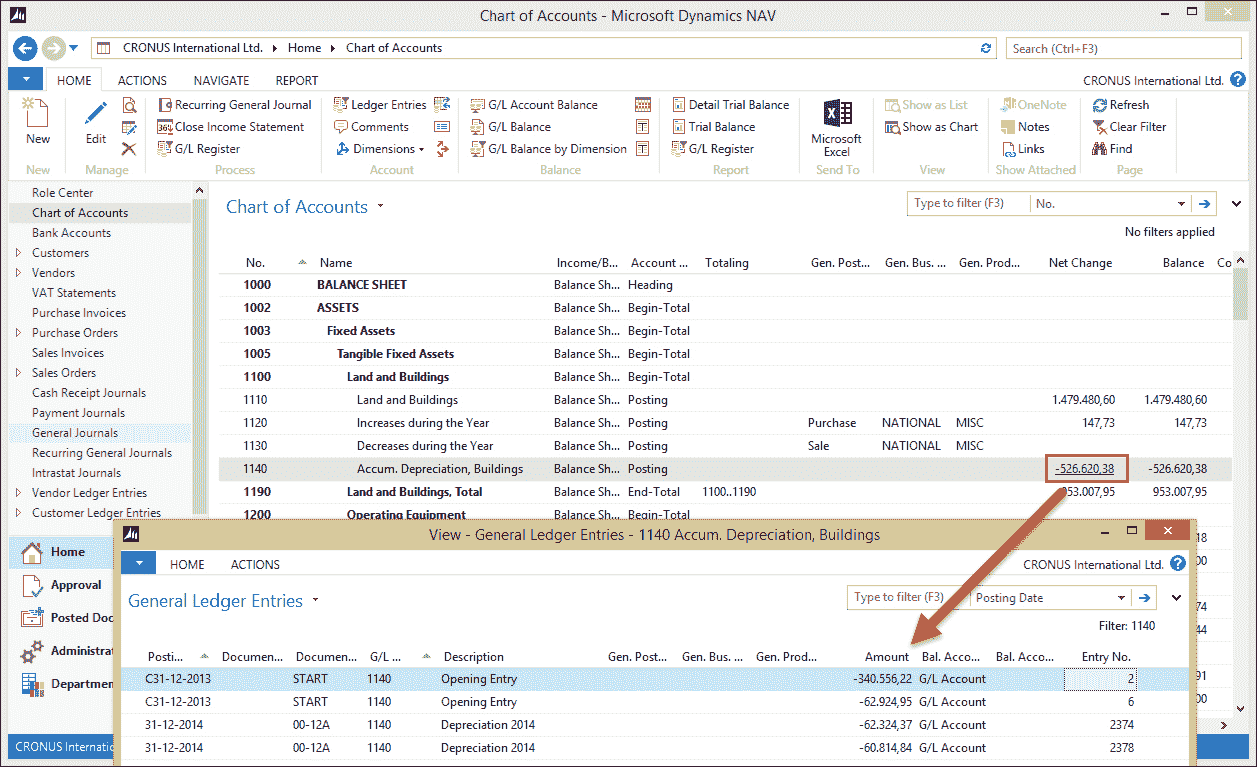 Chart of Accounts - Microsoft Dynamics NAV
CRONUS International Ltd. Home Chart of Accounts
Search (Ctrl+F3)
HOME ACTIONS NAVIGATE REPORT
CRONUS International Ltd.
New
New
Edit
Manage
Recurring General Journal
Close Income Statement
G/L Register
Process
Ledger Entries
Comments
Dimensions
Account
G/L Account Balance
G/L Balance
G/L Balance by Dimension
Balance
Detail Trial Balance
Trial Balance
G/L Register
Report
Microsoft
Excel
Send To
Show as List
Show as Chart
View
OneNote
Notes
Links
Show Attached
Refresh
Clear Filter
Find
Page
Role Center
Chart of Accounts
Bank Accounts
Customers
Vendors
VAT Statements
Purchase Invoices
Purchase Orders
Sales Invoices
Sales Orders
Cash Receipt Journals
Payment Journals
General Journals
Recurring General Journals
Intrastat Journals
Vendor Ledger Entries
Customer Ledger Entries
Home
Approval
Posted Doc
Administra
Departmen
CRONUS Internatio
Chart of Accounts
Type to filter (F3) No.
No filters applied
No. Name Income/B... Account ... Totaling Gen. Post... Gen. Bus. ... Gen. Prod... Net Change Balance Co
1000 BALANCE SHEET Balance Sh... Heading
1002 ASSETS Balance Sh... Begin-Total
1003 Fixed Assets Balance Sh... Begin-Total
1005 Tangible Fixed Assets Balance Sh... Begin-Total
1100 Land and Buildings Balance Sh... Begin-Total
1110 Land and Buildings Balance Sh... Posting 1.479.480,60 1.479.480,60
1120 Increases during the Year Balance Sh... Posting Purchase NATIONAL MISC 147,73 147,73
1130 Decreases during the Year Balance Sh... Posting Sale NATIONAL MISC
1140 Accum. Depreciation, Buildings Balance Sh... Posting -526.620,38 -526.620,38
1190 Land and Buildings, Total Balance Sh... End-Total 1100..1190 953.007,95 953.007,95
1200 Operating Equipment Balance Sh... Begin-Total
View - General Ledger Entries - 1140 Accum. Depreciation, Buildings
HOME ACTIONS
CRONUS International Ltd.
General Ledger Entries
Type to filter (F3) Posting Date
Filter: 1140
Posti... Documen... Documen... G/L ... Description Gen. Post... Gen. Bus. ... Gen. Prod... Amount Bal. Acco... Bal. Acco... Entry No.
C31-12-2013 START 1140 Opening Entry -340.556,22 G/L Account 2
C31-12-2013 START 1140 Opening Entry -62.924,95 G/L Account 6
31-12-2014 00-12A 1140 Depreciation 2014 -62.324,37 G/L Account 2374
31-12-2014 00-12A 1140 Depreciation 2014 -60.814,84 G/L Account 2378